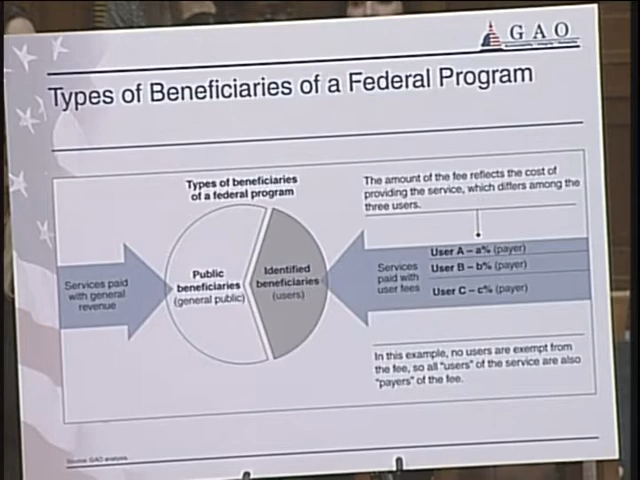 GAO
Accountability Integrity Reliability
Types of Beneficiaries of a Federal Program
Types of beneficiaries
of a federal program
The amount of the fee reflects the cost of
providing the service, which differs among the
three users.
Services paid
with general
revenue
Public
beneficiaries
(general public)
Identified
beneficiaries
(users)
Services
paid with
user fees
User A – a% (payer)
User B – b% (payer)
User C – c% (payer)
In this example, no users are exempt from
the fee, so all "users" of the service are also
"payers" of the fee.
Source: GAO analysis.